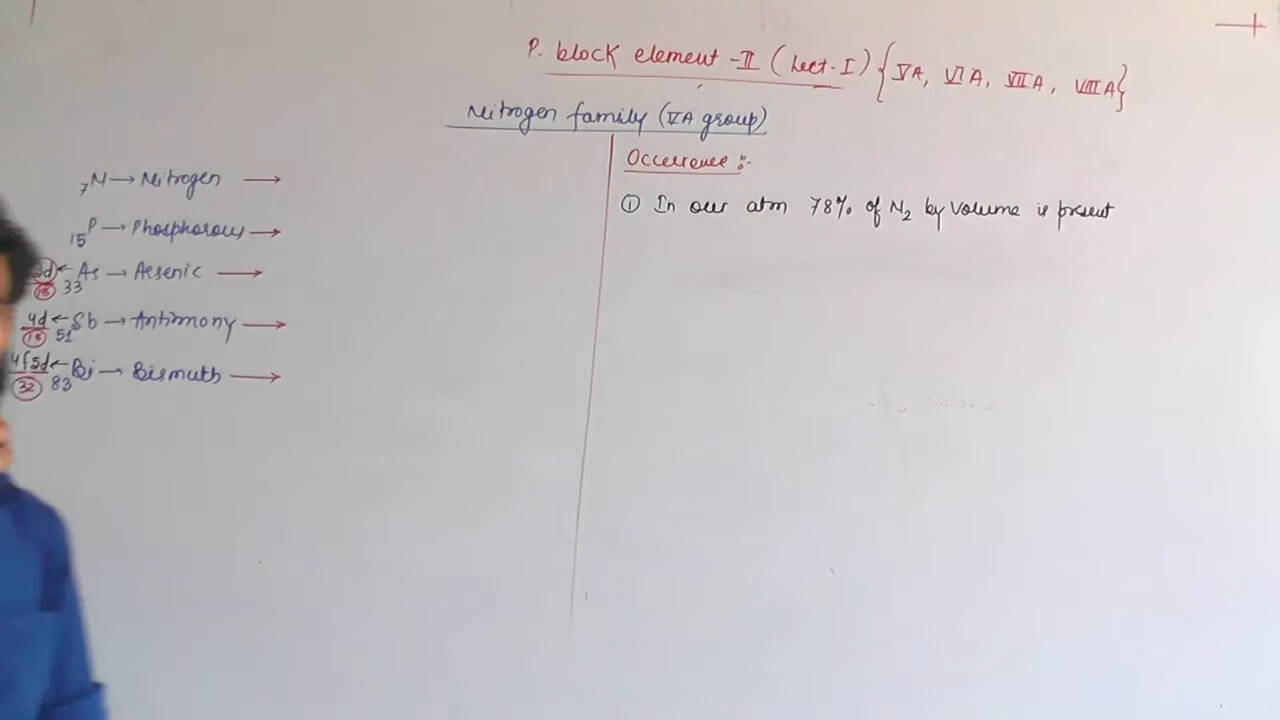 P. block element -II (Lect-I) {VA, VIA, VIIA, VIIIA}
Nitrogen family (VA group)
7N → Nitrogen →
15P → Phosphorous →
3d ← As → Arsenic →
18 33
4d ← Sb → Antimony →
18 51
4f5d ← Bi → Bismuth →
32 83
Occurrence :-
① In our atm 78% of N2 by volume is present